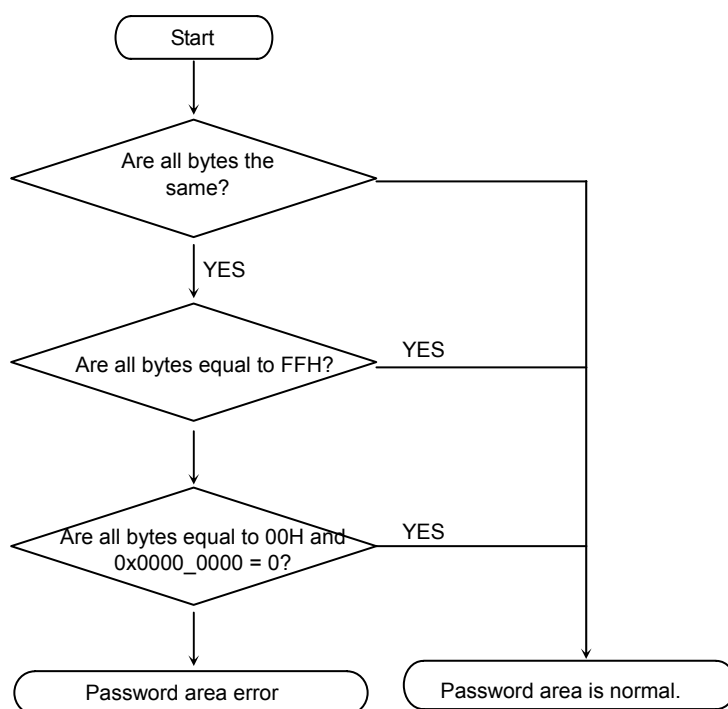 Start
Are all bytes the
same?
YES
Are all bytes equal to FFH?
YES
Are all bytes equal to 00H and
0x0000_0000 = 0?
YES
Password area error
Password area is normal.